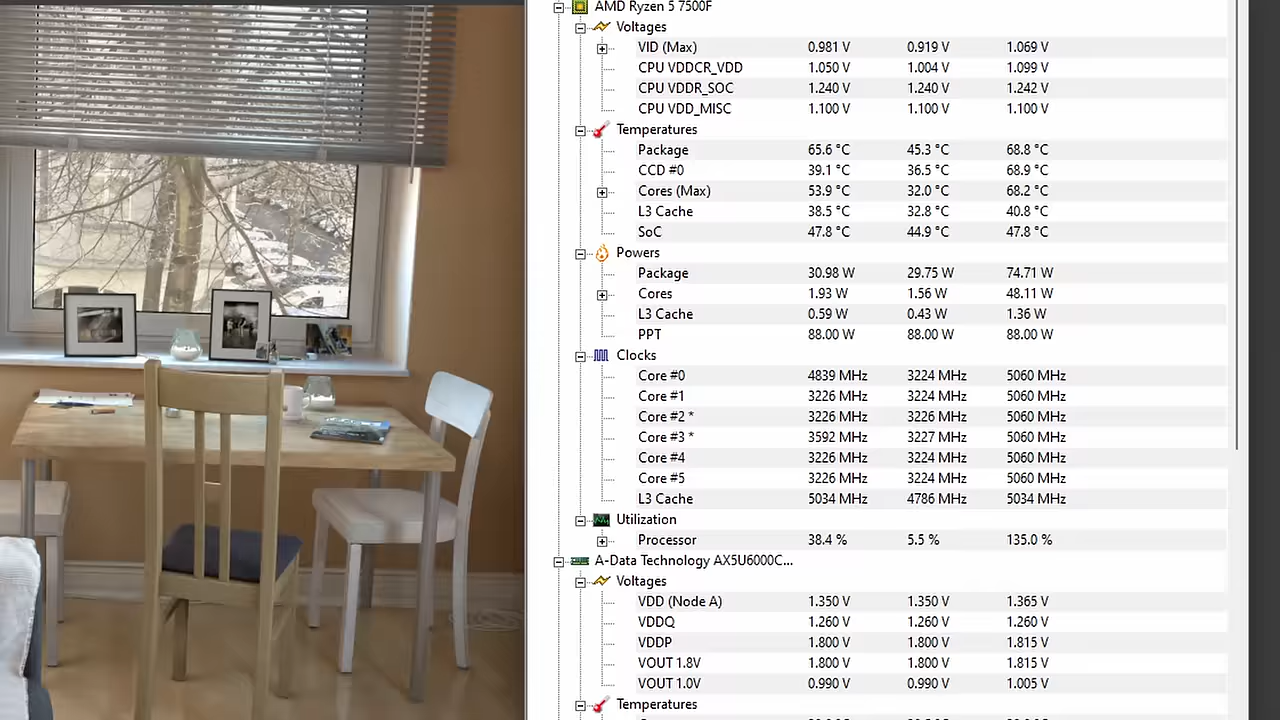 AMD Ryzen 5 7500F
Voltages
VID (Max) 0.981 V 0.919 V 1.069 V
CPU VDDCR_VDD 1.050 V 1.004 V 1.099 V
CPU VDDR_SOC 1.240 V 1.240 V 1.242 V
CPU VDD_MISC 1.100 V 1.100 V 1.100 V
Temperatures
Package 65.6 °C 45.3 °C 68.8 °C
CCD #0 39.1 °C 36.5 °C 68.9 °C
Cores (Max) 53.9 °C 32.0 °C 68.2 °C
L3 Cache 38.5 °C 32.8 °C 40.8 °C
SoC 47.8 °C 44.9 °C 47.8 °C
Powers
Package 30.98 W 29.75 W 74.71 W
Cores 1.93 W 1.56 W 48.11 W
L3 Cache 0.59 W 0.43 W 1.36 W
PPT 88.00 W 88.00 W 88.00 W
Clocks
Core #0 4839 MHz 3224 MHz 5060 MHz
Core #1 3226 MHz 3224 MHz 5060 MHz
Core #2 * 3226 MHz 3226 MHz 5060 MHz
Core #3 * 3592 MHz 3227 MHz 5060 MHz
Core #4 3226 MHz 3226 MHz 5060 MHz
Core #5 3226 MHz 3226 MHz 5060 MHz
L3 Cache 5034 MHz 4786 MHz 5034 MHz
Utilization
Processor 38.4 % 5.5 % 135.0 %
A-Data Technology AX5U6000C...
Voltages
VDD (Node A) 1.350 V 1.350 V 1.365 V
VDDQ 1.260 V 1.260 V 1.260 V
VDDP 1.800 V 1.800 V 1.815 V
VOUT 1.8V 1.800 V 1.800 V 1.815 V
VOUT 1.0V 0.990 V 0.990 V 1.005 V
Temperatures